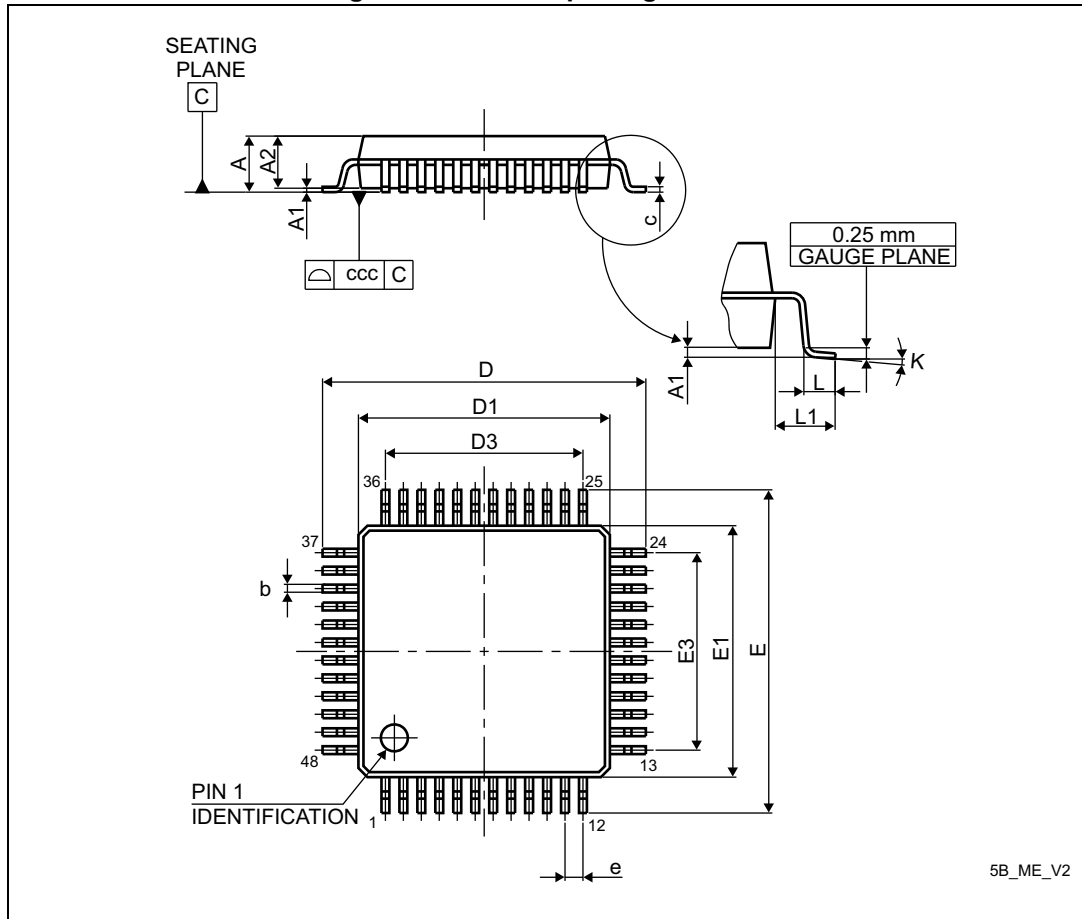 SEATING
PLANE
C
A
A2
A1
c
ccc C
0.25 mm
GAUGE PLANE
A1
K
L
L1
D
D1
D3
36
25
37
24
b
E3
E1
E
48
13
PIN 1
IDENTIFICATION
1
12
e
5B_ME_V2